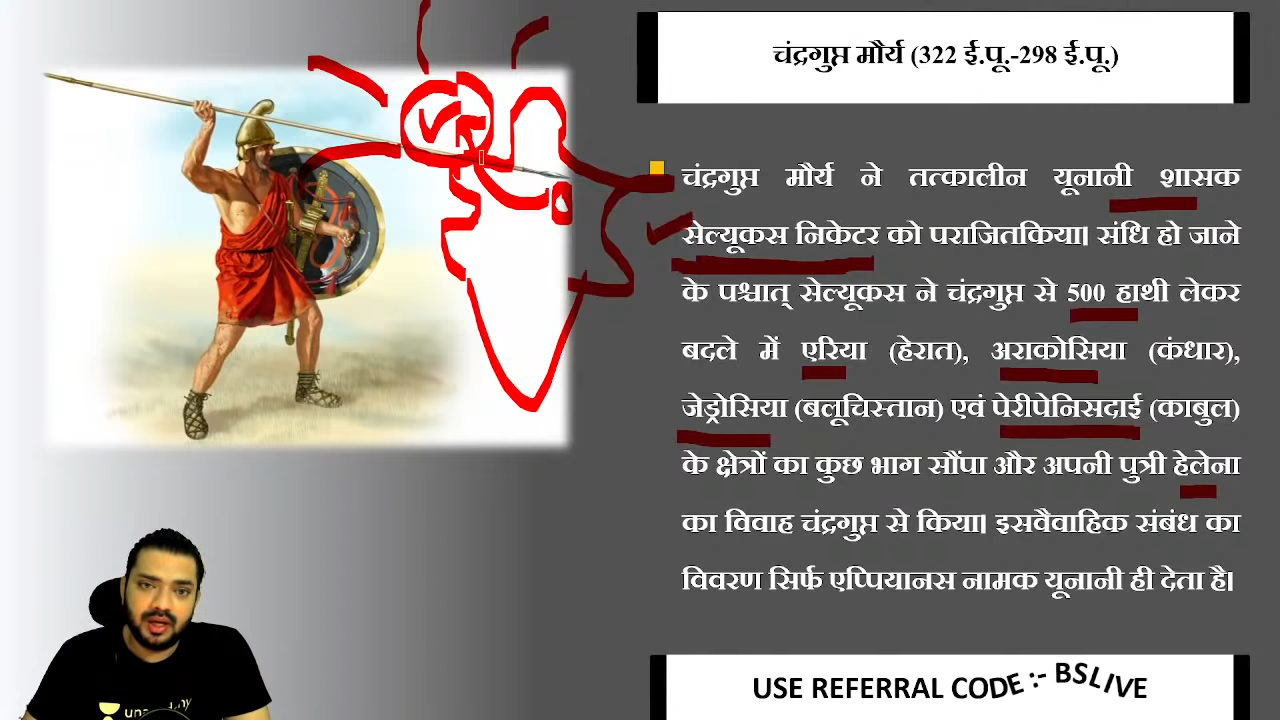 चंद्रगुप्त मौर्य (322 ई.पू.-298 ई.पू.)
चंद्रगुप्त मौर्य ने तत्कालीन यूनानी शासक
सेल्यूकस निकेटर को पराजितकिया। संधि हो जाने
के पश्चात् सेल्यूकस ने चंद्रगुप्त से 500 हाथी लेकर
बदले में एरिया (हेरात), अराकोसिया (कंधार),
जेड्रोसिया (बलूचिस्तान) एवं पेरीपेनिसदाई (काबुल)
के क्षेत्रों का कुछ भाग सौंपा और अपनी पुत्री हेलेना
का विवाह चंद्रगुप्त से किया। इसवैवाहिक संबंध का
विवरण सिर्फ एप्पियानस नामक यूनानी ही देता है।
USE REFERRAL CODE :- BSLIVE